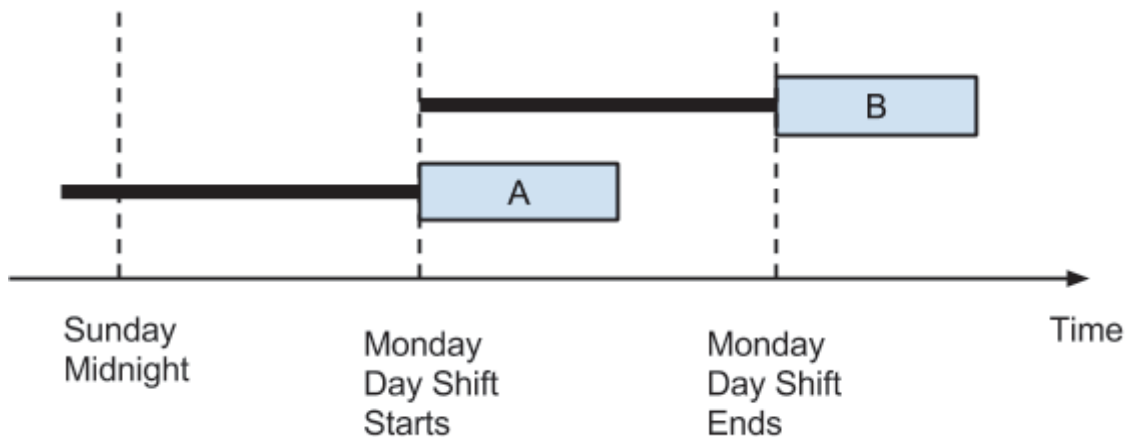 B
A
Sunday
Midnight
Monday
Day Shift
Starts
Monday
Day Shift
Ends
Time